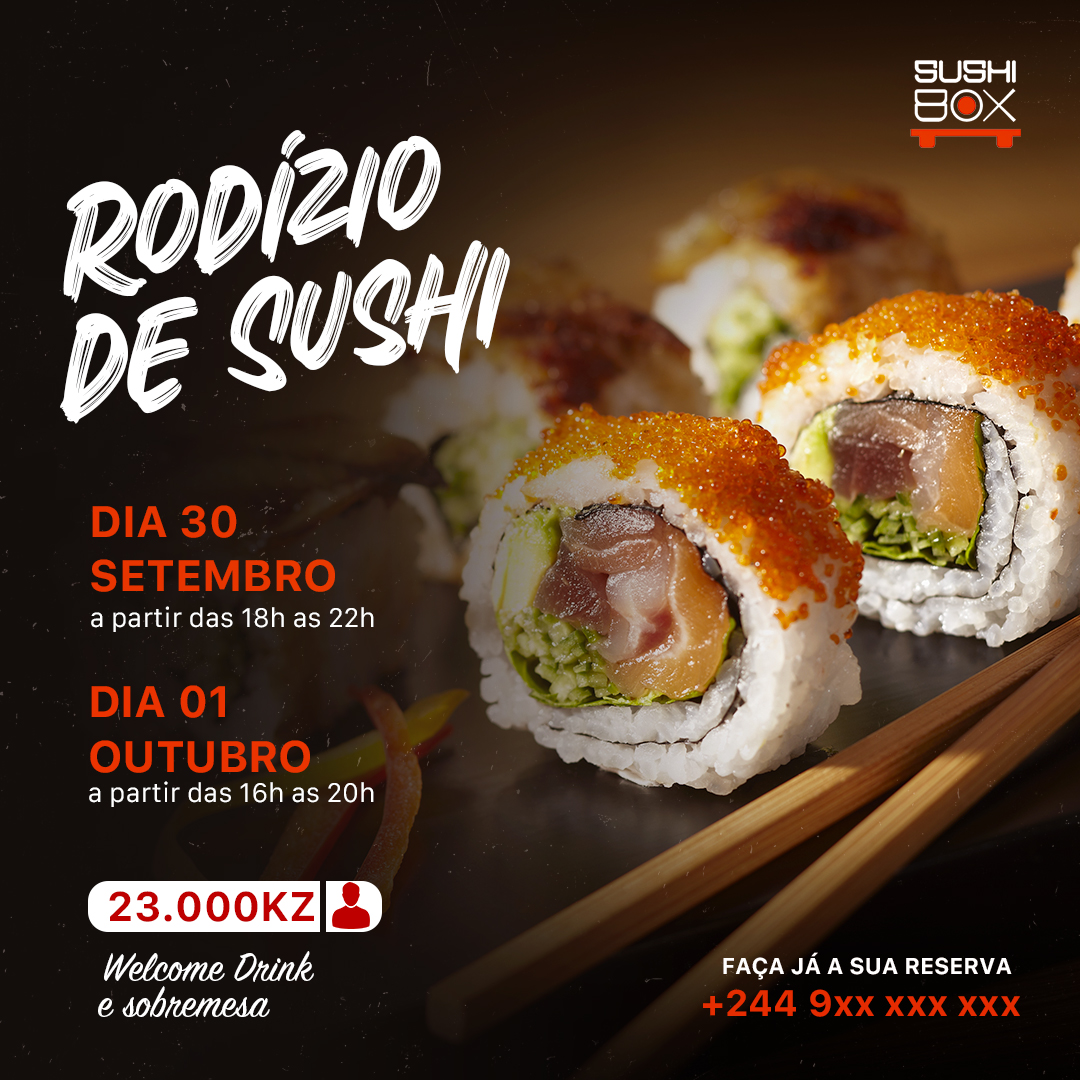 SUSHI
BOX
RODÍZIO
DE SUSHI
DIA 30
SETEMBRO
a partir das 18h as 22h
DIA 01
OUTUBRO
a partir das 16h as 20h
23.000KZ
Welcome Drink
e sobremesa
FAÇA JÁ A SUA RESERVA
+244 9xx xxx xxx